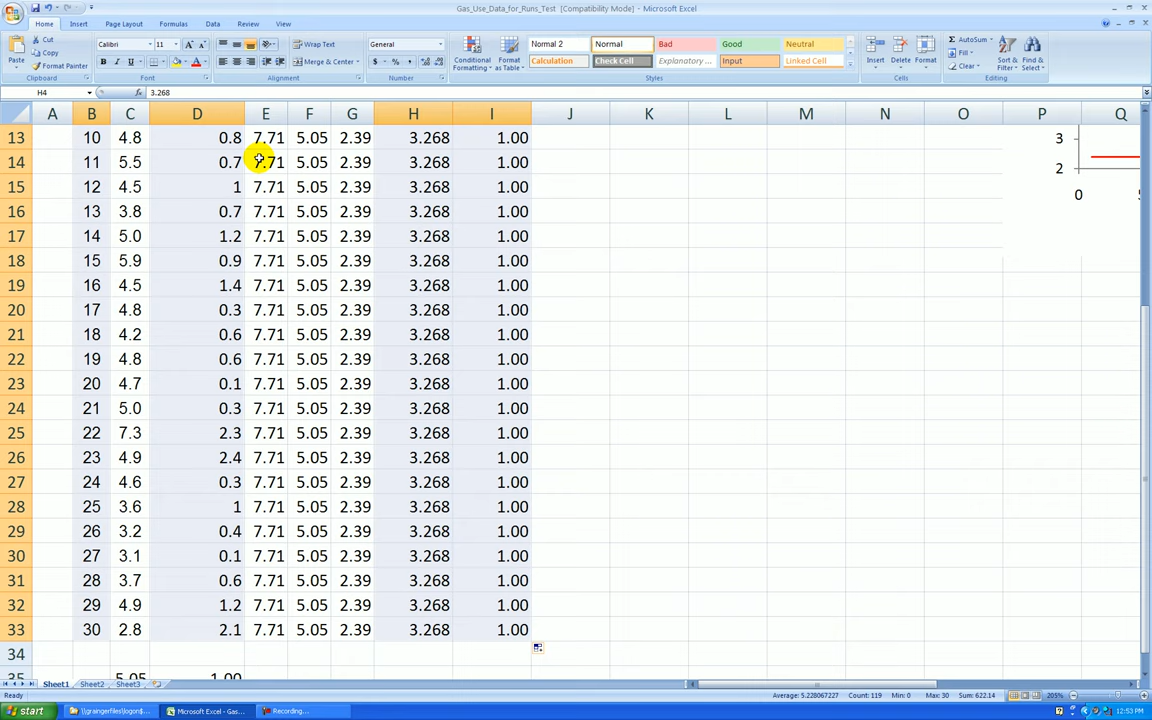 Gas_Use_Data_for_Runs_Test [Compatibility Mode] - Microsoft Excel
Home Insert Page Layout Formulas Data Review View
Cut Calibri 11 Wrap Text General Normal 2 Normal Bad Good Neutral AutoSum
Copy Fill
Paste Format Painter Merge & Center Conditional Formatting Format as Table Calculation Check Cell Explanatory ... Input Linked Cell Insert Delete Format Clear Sort & Filter Find & Select
Clipboard Font Alignment Number Styles Cells Editing
H4 fx 3.268
A B C D E F G H I J K L M N O P Q
13 10 4.8 0.8 7.71 5.05 2.39 3.268 1.00 3
14 11 5.5 0.7 7.71 5.05 2.39 3.268 1.00 2
15 12 4.5 1 7.71 5.05 2.39 3.268 1.00 0
16 13 3.8 0.7 7.71 5.05 2.39 3.268 1.00
17 14 5.0 1.2 7.71 5.05 2.39 3.268 1.00
18 15 5.9 0.9 7.71 5.05 2.39 3.268 1.00
19 16 4.5 1.4 7.71 5.05 2.39 3.268 1.00
20 17 4.8 0.3 7.71 5.05 2.39 3.268 1.00
21 18 4.2 0.6 7.71 5.05 2.39 3.268 1.00
22 19 4.8 0.6 7.71 5.05 2.39 3.268 1.00
23 20 4.7 0.1 7.71 5.05 2.39 3.268 1.00
24 21 5.0 0.3 7.71 5.05 2.39 3.268 1.00
25 22 7.3 2.3 7.71 5.05 2.39 3.268 1.00
26 23 4.9 2.4 7.71 5.05 2.39 3.268 1.00
27 24 4.6 0.3 7.71 5.05 2.39 3.268 1.00
28 25 3.6 1 7.71 5.05 2.39 3.268 1.00
29 26 3.2 0.4 7.71 5.05 2.39 3.268 1.00
30 27 3.1 0.1 7.71 5.05 2.39 3.268 1.00
31 28 3.7 0.6 7.71 5.05 2.39 3.268 1.00
32 29 4.9 1.2 7.71 5.05 2.39 3.268 1.00
33 30 2.8 2.1 7.71 5.05 2.39 3.268 1.00
34
35 5.05 1.00
Sheet1 Sheet2 Sheet3
Ready Average: 5.228067227 Count: 119 Min: 0 Max: 30 Sum: 622.14 205%
start \\graingerfiles\logon$... Microsoft Excel - Gas... Recording... 12:53 PM